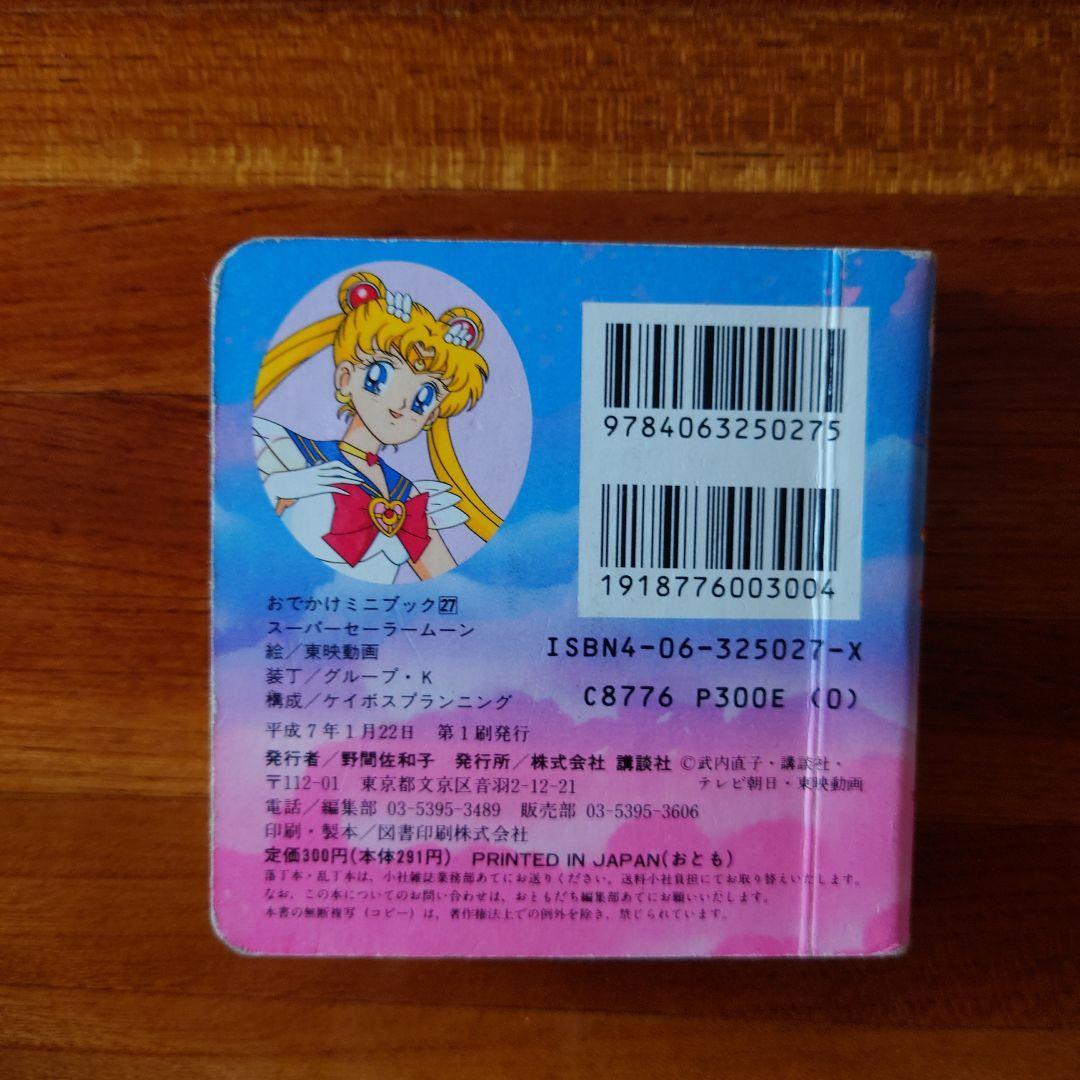 9784063250275
1918776003004
ISBN4-06-325027-X
C8776 P300E (0)
おでかけミニブック27
スーパーセーラームーン
絵/東映動画
装丁/グループ・K
構成/ケイボスプランニング
平成7年1月22日 第1刷発行
発行者/野間佐和子 発行所/株式会社 講談社 ©武内直子・講談社・
〒112-01 東京都文京区音羽2-12-21 テレビ朝日・東映動画
電話/編集部 03-5395-3489 販売部 03-5395-3606
印刷・製本/図書印刷株式会社
定価300円(本体291円) PRINTED IN JAPAN(おとも)
落丁本・乱丁本は、小社雑誌業務部あてにお送りください。送料小社負担にてお取り替えいたします。
なお、この本についてのお問い合わせは、おともだち編集部あてにお願いいたします。
本書の無断複写(コピー)は、著作権法上での例外を除き、禁じられています。